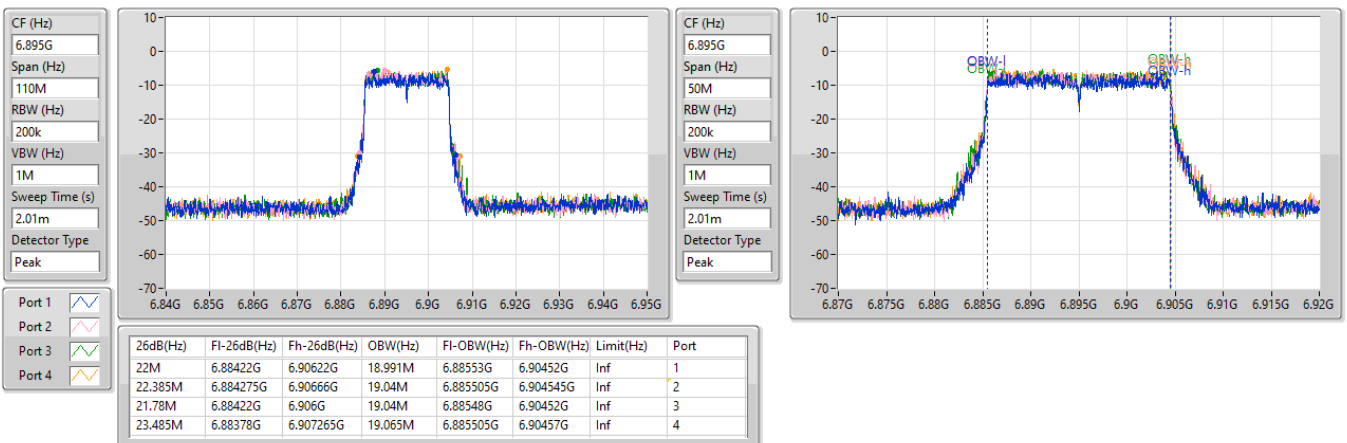 CF (Hz)
6.895G
Span (Hz)
110M
RBW (Hz)
200k
VBW (Hz)
1M
Sweep Time (s)
2.01m
Detector Type
Peak
10
0
-10
-20
-30
-40
-50
-60
-70
6.84G 6.85G 6.86G 6.87G 6.88G 6.89G 6.9G 6.91G 6.92G 6.93G 6.94G 6.95G
CF (Hz)
6.895G
Span (Hz)
50M
RBW (Hz)
200k
VBW (Hz)
1M
Sweep Time (s)
2.01m
Detector Type
Peak
10
0
-10
-20
-30
-40
-50
-60
-70
OBW-l
OBW-h
OBW-h
6.87G 6.875G 6.88G 6.885G 6.89G 6.895G 6.9G 6.905G 6.91G 6.915G 6.92G
Port 1
Port 2
Port 3
Port 4
26dB(Hz) Fl-26dB(Hz) Fh-26dB(Hz) OBW(Hz) Fl-OBW(Hz) Fh-OBW(Hz) Limit(Hz) Port
22M 6.88422G 6.90622G 18.991M 6.88553G 6.90452G Inf 1
22.385M 6.884275G 6.90666G 19.04M 6.885505G 6.904545G Inf 2
21.78M 6.88422G 6.906G 19.04M 6.88548G 6.90452G Inf 3
23.485M 6.88378G 6.907265G 19.065M 6.885505G 6.90457G Inf 4